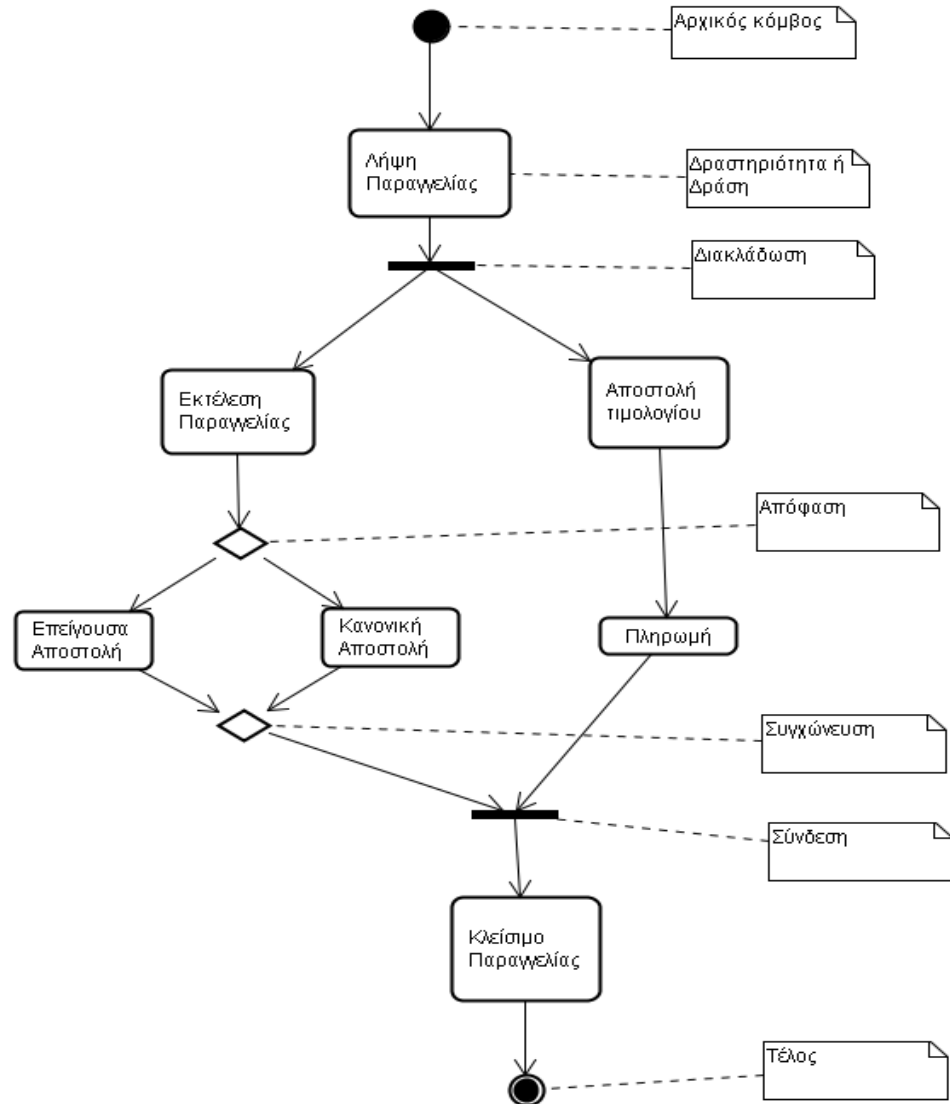 Αρχικός κόμβος
Λήψη
Παραγγελίας
Δραστηριότητα ή
Δράση
Διακλάδωση
Εκτέλεση
Παραγγελίας
Αποστολή
τιμολογίου
Απόφαση
Επείγουσα
Αποστολή
Κανονική
Αποστολή
Πληρωμή
Συγχώνευση
Σύνδεση
Κλείσιμο
Παραγγελίας
Τέλος